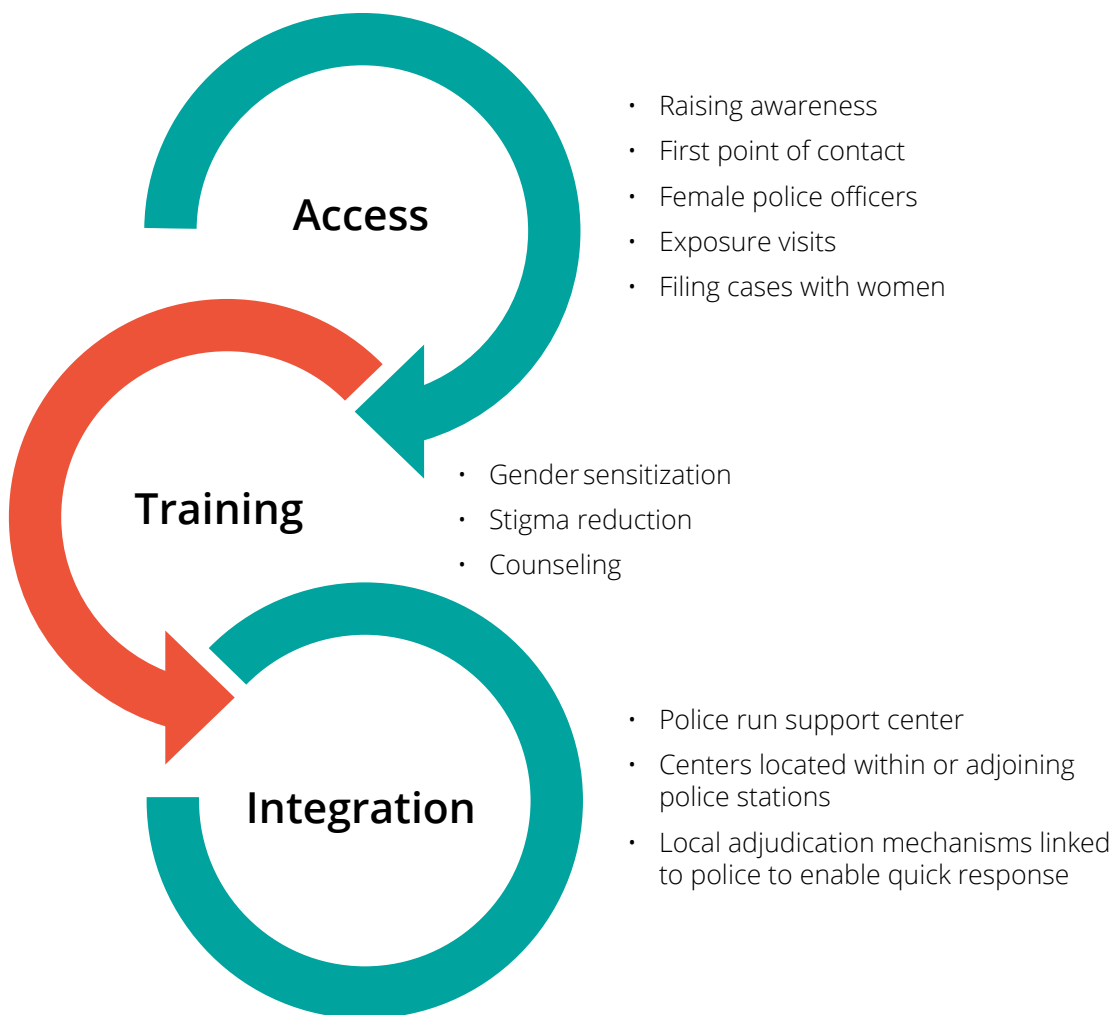 Access
• Raising awareness
• First point of contact
• Female police officers
• Exposure visits
• Filing cases with women
Training
• Gender sensitization
• Stigma reduction
• Counseling
Integration
• Police run support center
• Centers located within or adjoining
police stations
• Local adjudication mechanisms linked
to police to enable quick response